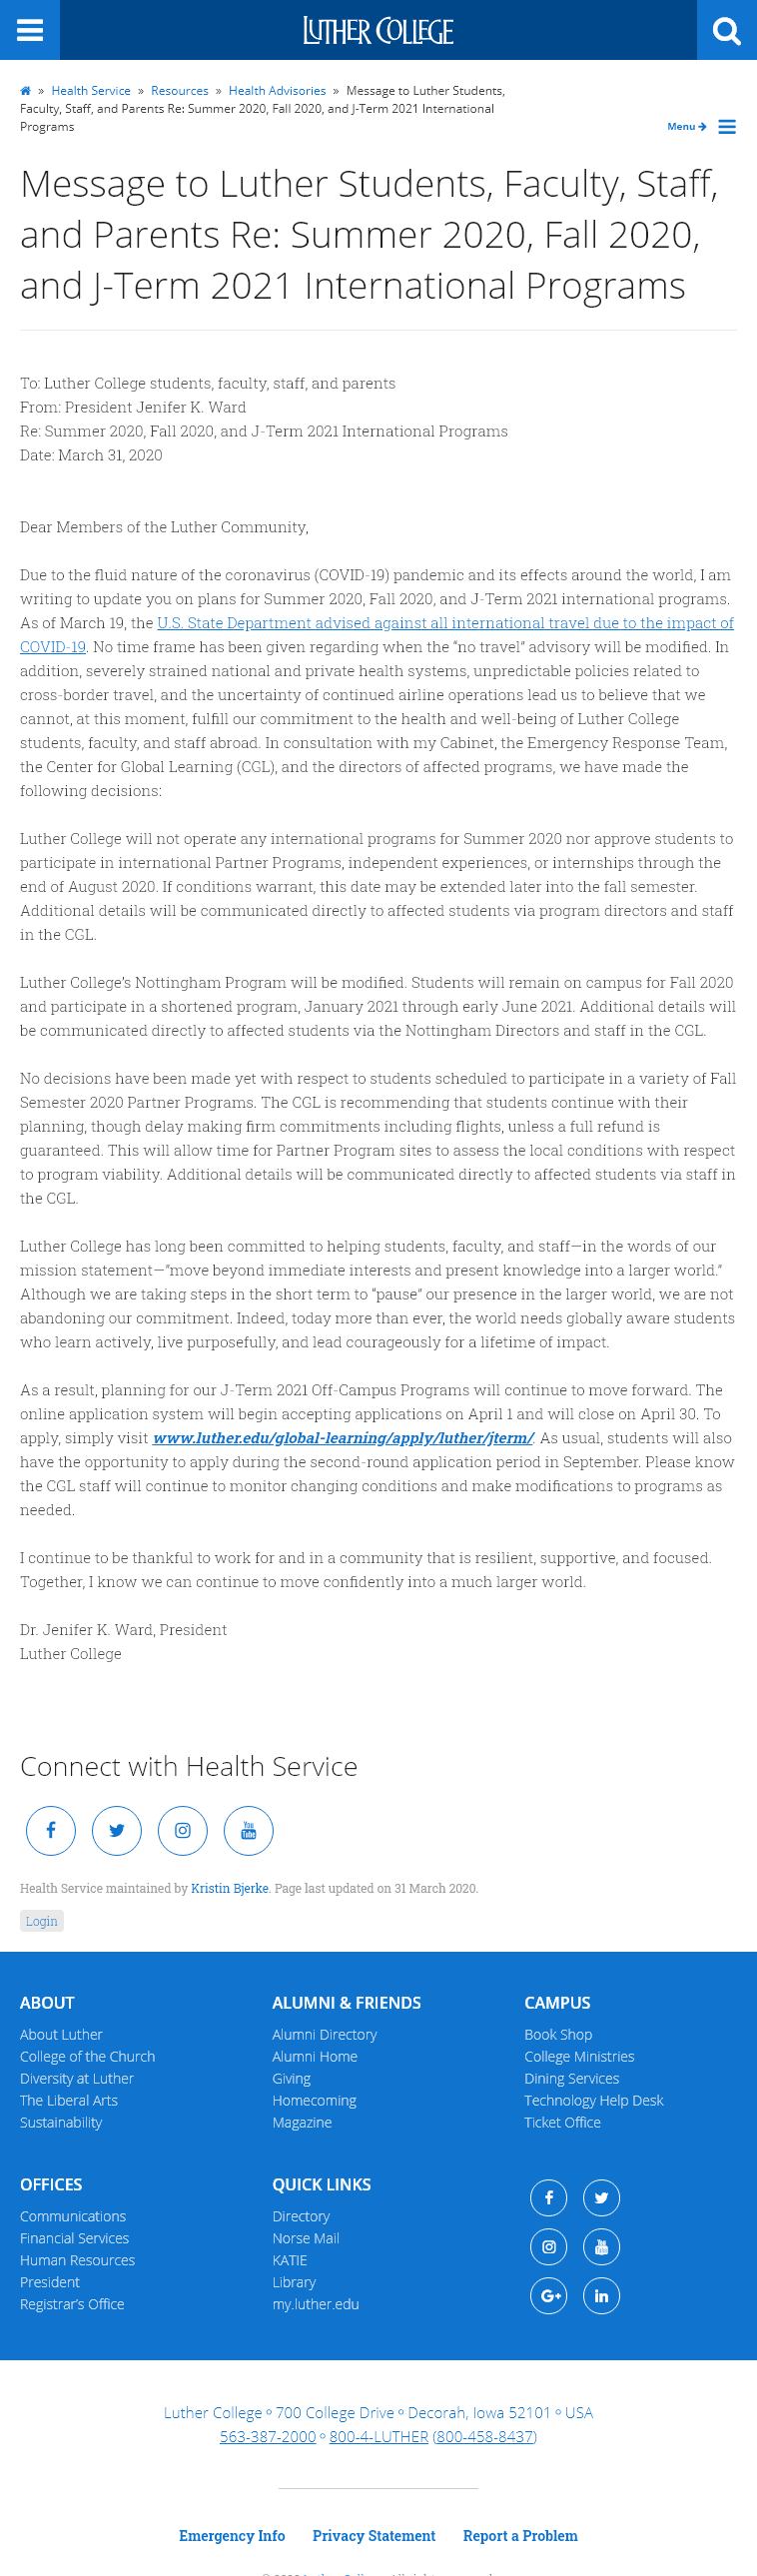 LUTHER COLLEGE
» Health Service » Resources » Health Advisories » Message to Luther Students,
Faculty, Staff, and Parents Re: Summer 2020, Fall 2020, and J-Term 2021 International
Programs
Menu
Message to Luther Students, Faculty, Staff,
and Parents Re: Summer 2020, Fall 2020,
and J-Term 2021 International Programs
To: Luther College students, faculty, staff, and parents
From: President Jenifer K. Ward
Re: Summer 2020, Fall 2020, and J-Term 2021 International Programs
Date: March 31, 2020
Dear Members of the Luther Community,
Due to the fluid nature of the coronavirus (COVID-19) pandemic and its effects around the world, I am
writing to update you on plans for Summer 2020, Fall 2020, and J-Term 2021 international programs.
As of March 19, the U.S. State Department advised against all international travel due to the impact of
COVID-19. No time frame has been given regarding when the “no travel” advisory will be modified. In
addition, severely strained national and private health systems, unpredictable policies related to
cross-border travel, and the uncertainty of continued airline operations lead us to believe that we
cannot, at this moment, fulfill our commitment to the health and well-being of Luther College
students, faculty, and staff abroad. In consultation with my Cabinet, the Emergency Response Team,
the Center for Global Learning (CGL), and the directors of affected programs, we have made the
following decisions:
Luther College will not operate any international programs for Summer 2020 nor approve students to
participate in international Partner Programs, independent experiences, or internships through the
end of August 2020. If conditions warrant, this date may be extended later into the fall semester.
Additional details will be communicated directly to affected students via program directors and staff
in the CGL.
Luther College’s Nottingham Program will be modified. Students will remain on campus for Fall 2020
and participate in a shortened program, January 2021 through early June 2021. Additional details will
be communicated directly to affected students via the Nottingham Directors and staff in the CGL.
No decisions have been made yet with respect to students scheduled to participate in a variety of Fall
Semester 2020 Partner Programs. The CGL is recommending that students continue with their
planning, though delay making firm commitments including flights, unless a full refund is
guaranteed. This will allow time for Partner Program sites to assess the local conditions with respect
to program viability. Additional details will be communicated directly to affected students via staff in
the CGL.
Luther College has long been committed to helping students, faculty, and staff—in the words of our
mission statement—“move beyond immediate interests and present knowledge into a larger world.”
Although we are taking steps in the short term to “pause” our presence in the larger world, we are not
abandoning our commitment. Indeed, today more than ever, the world needs globally aware students
who learn actively, live purposefully, and lead courageously for a lifetime of impact.
As a result, planning for our J-Term 2021 Off-Campus Programs will continue to move forward. The
online application system will begin accepting applications on April 1 and will close on April 30. To
apply, simply visit www.luther.edu/global-learning/apply/luther/jterm/. As usual, students will also
have the opportunity to apply during the second-round application period in September. Please know
the CGL staff will continue to monitor changing conditions and make modifications to programs as
needed.
I continue to be thankful to work for and in a community that is resilient, supportive, and focused.
Together, I know we can continue to move confidently into a much larger world.
Dr. Jenifer K. Ward, President
Luther College
Connect with Health Service
Health Service maintained by Kristin Bjerke. Page last updated on 31 March 2020.
Login
ABOUT
About Luther
College of the Church
Diversity at Luther
The Liberal Arts
Sustainability
ALUMNI & FRIENDS
Alumni Directory
Alumni Home
Giving
Homecoming
Magazine
CAMPUS
Book Shop
College Ministries
Dining Services
Technology Help Desk
Ticket Office
OFFICES
Communications
Financial Services
Human Resources
President
Registrar’s Office
QUICK LINKS
Directory
Norse Mail
KATIE
Library
my.luther.edu
Luther College ° 700 College Drive ° Decorah, Iowa 52101 ° USA
563-387-2000 ° 800-4-LUTHER (800-458-8437)
Emergency Info Privacy Statement Report a Problem